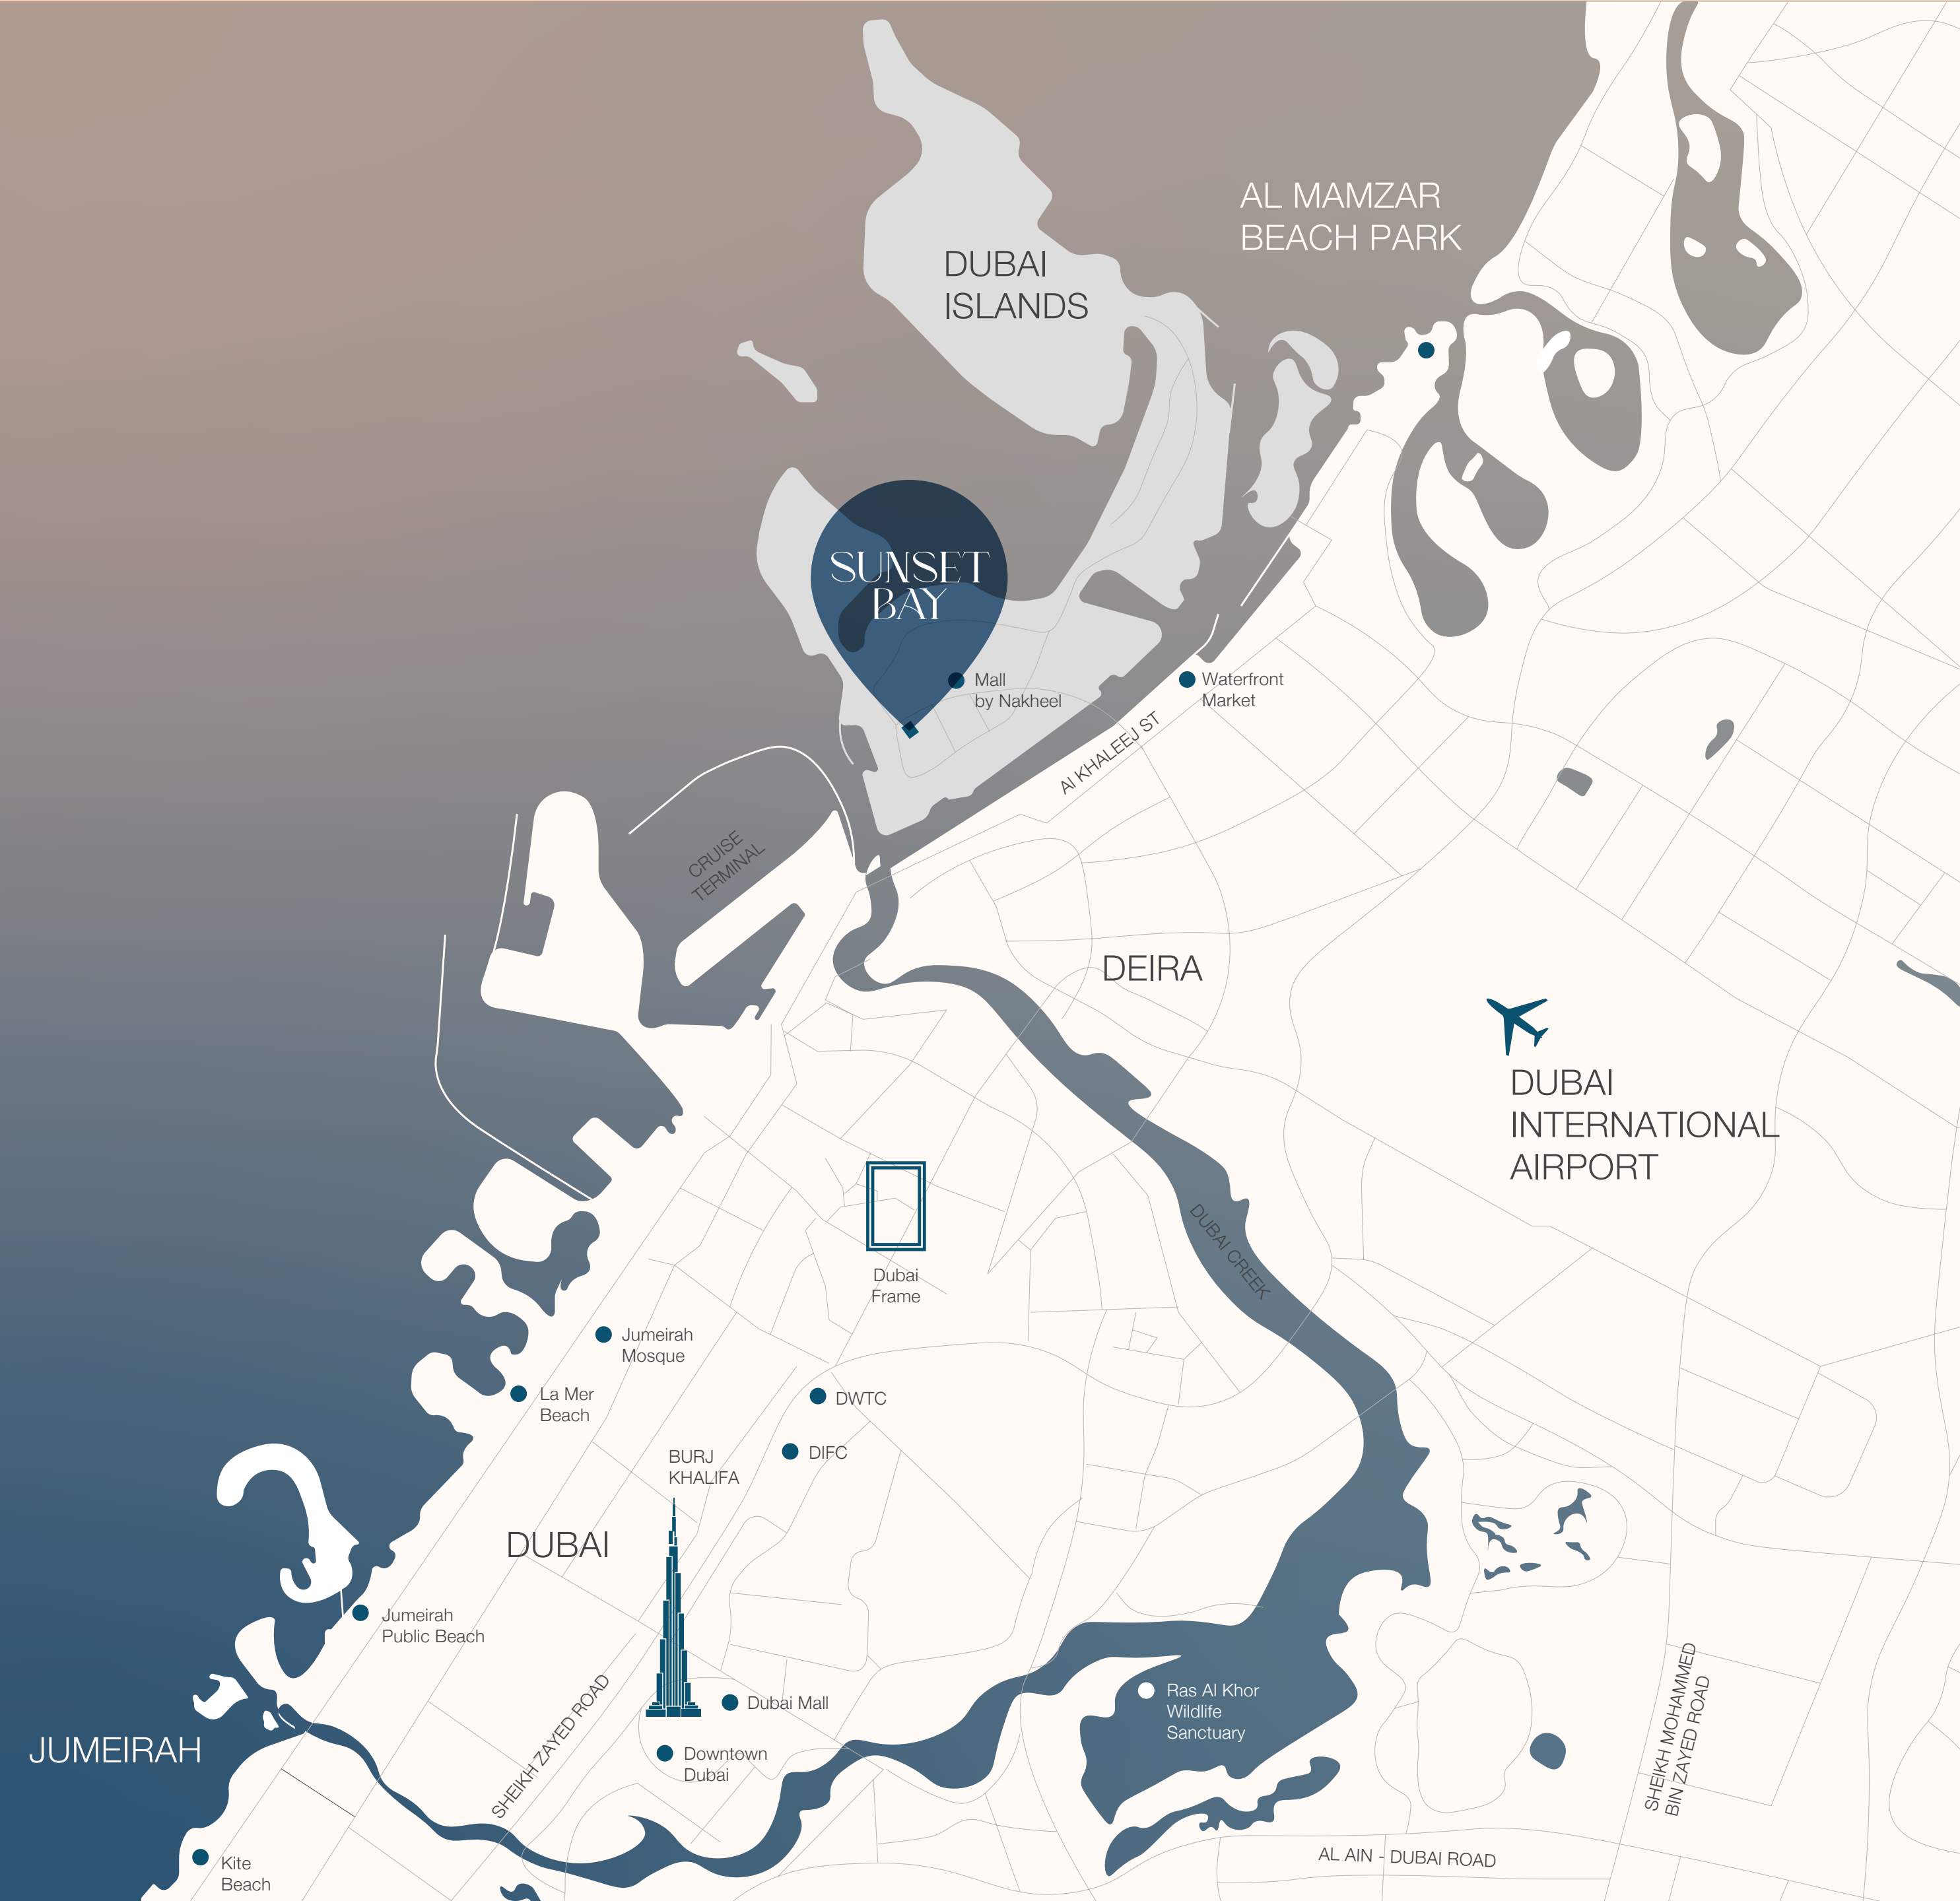 AL MAMZAR
BEACH PARK
DUBAI
ISLANDS
SUNSET
BAY
Mall
by Nakheel
Waterfront
Market
Al KHALEEJ ST
CRUISE
TERMINAL
DEIRA
DUBAI
INTERNATIONAL
AIRPORT
DUBAI CREEK
Dubai
Frame
Jumeirah
Mosque
La Mer
Beach
DWTC
DIFC
BURJ
KHALIFA
DUBAI
Jumeirah
Public Beach
Dubai Mall
Ras Al Khor
Wildlife
Sanctuary
SHEIKH ZAYED ROAD
SHEIKH MOHAMMED
BIN ZAYED ROAD
JUMEIRAH
Downtown
Dubai
Kite
Beach
AL AIN - DUBAI ROAD